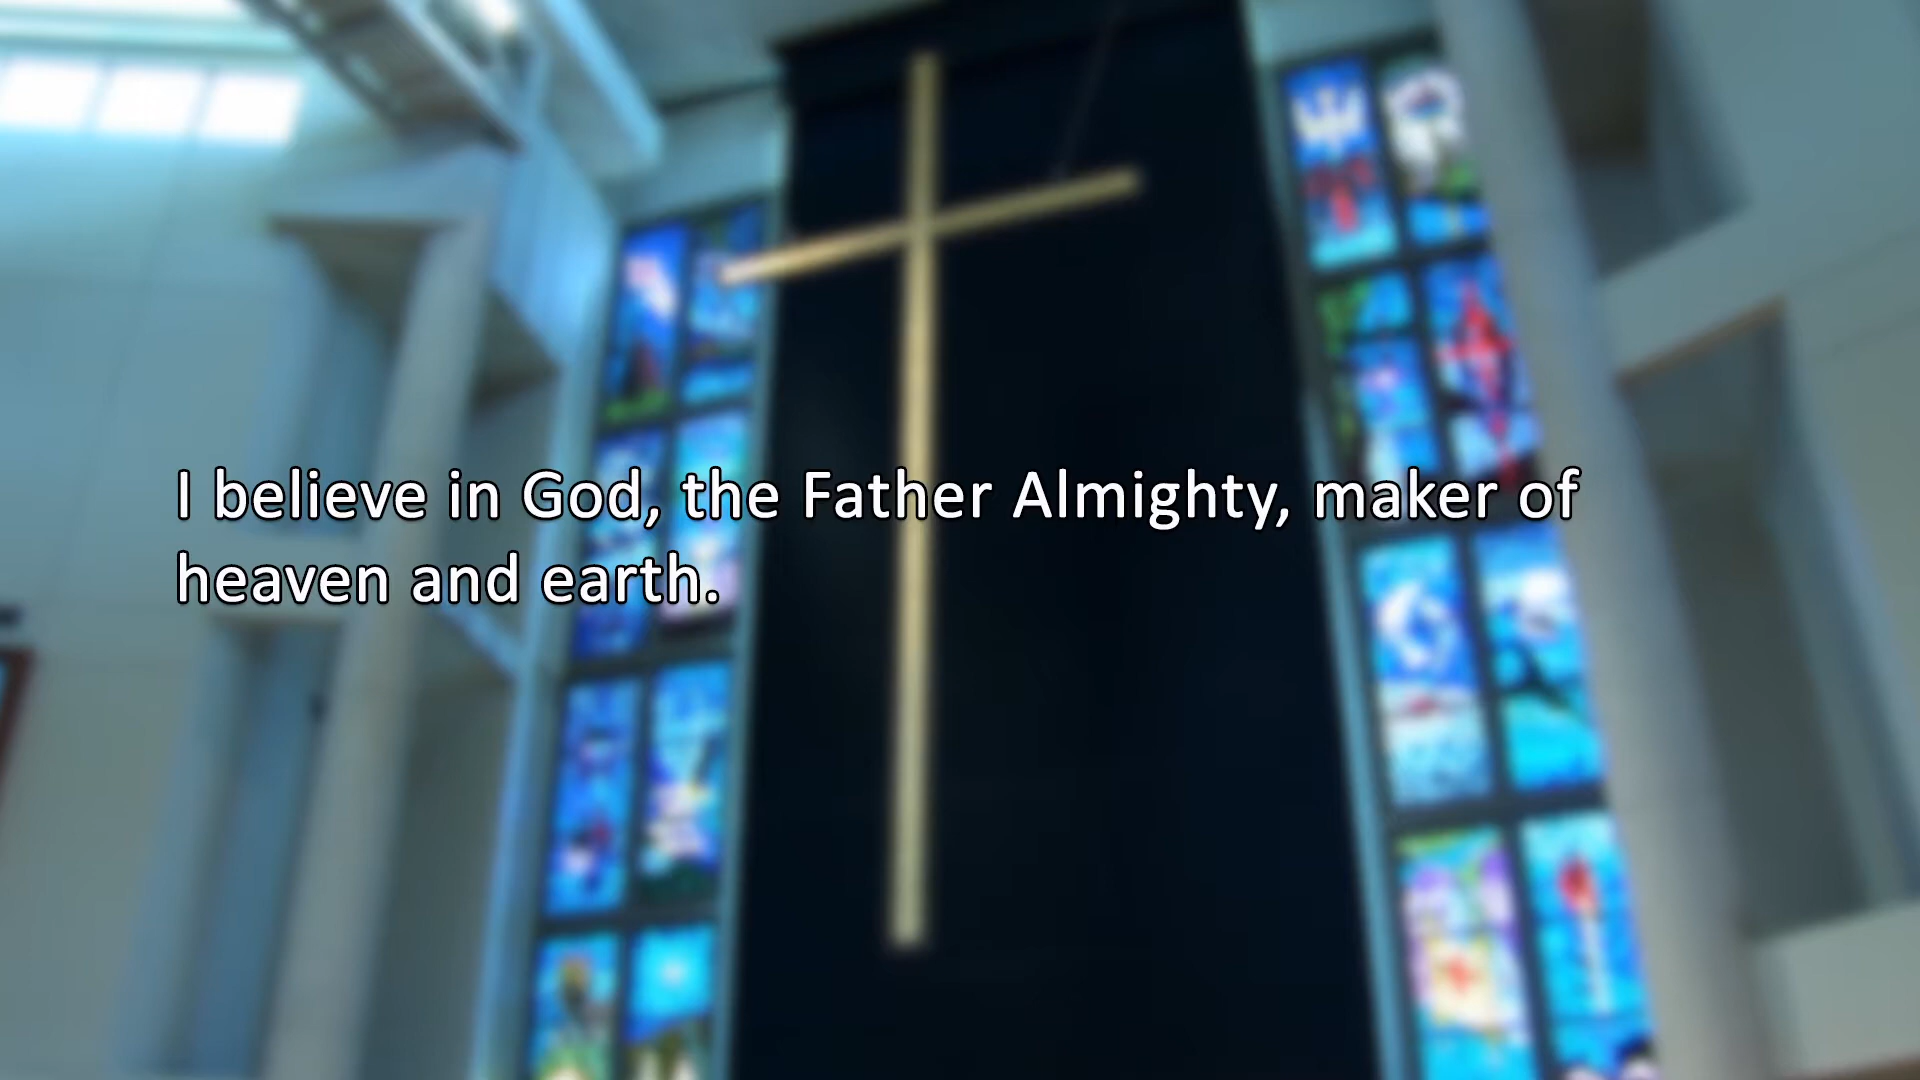 I believe in God, the Father Almighty, maker of
heaven and earth.